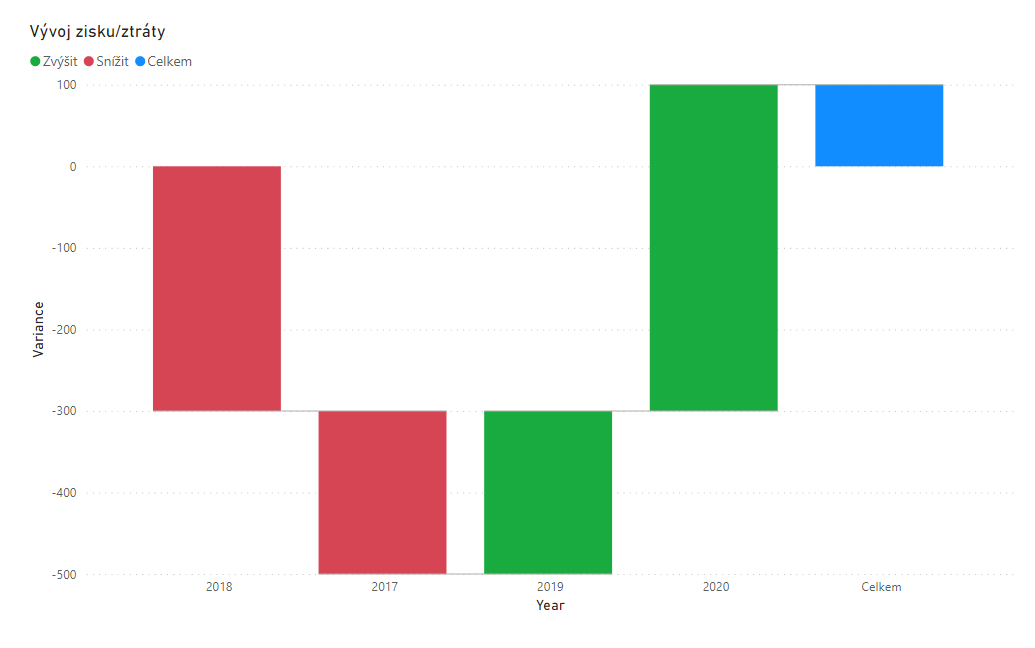 Vývoj zisku/ztráty
Zvýšit Snížit Celkem
100
0
-100
-200
-300
-400
-500
Variance
2018 2017 2019 2020 Celkem
Year